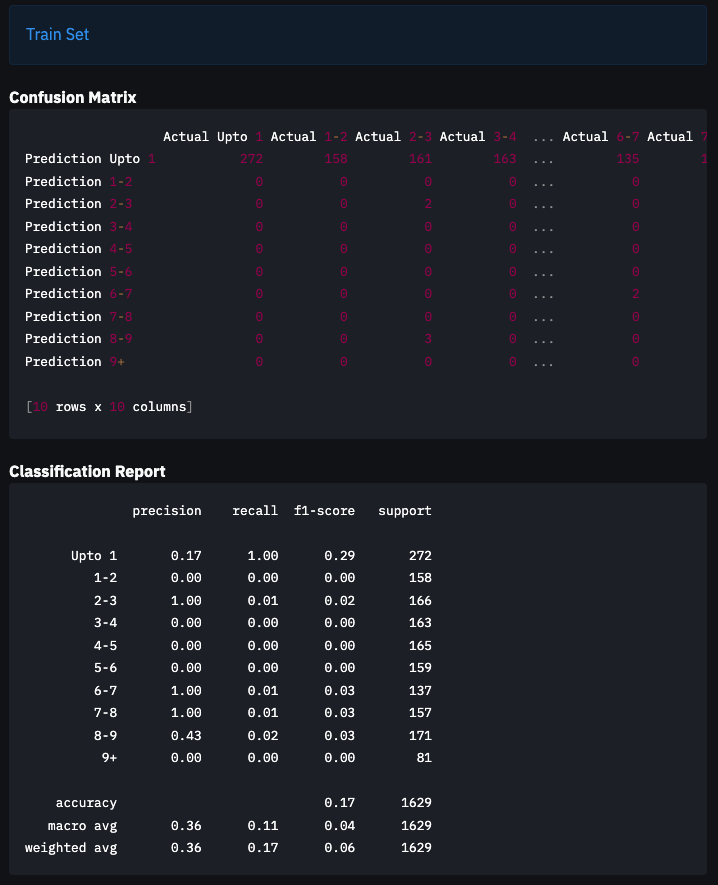 Train Set
Confusion Matrix
Actual Upto 1 Actual 1-2 Actual 2-3 Actual 3-4 ... Actual 6-7 Actual 7
Prediction Upto 1 272 158 161 163 ... 135 1
Prediction 1-2 0 0 0 0 ... 0
Prediction 2-3 0 0 2 0 ... 0
Prediction 3-4 0 0 0 0 ... 0
Prediction 4-5 0 0 0 0 ... 0
Prediction 5-6 0 0 0 0 ... 0
Prediction 6-7 0 0 0 0 ... 2
Prediction 7-8 0 0 0 0 ... 0
Prediction 8-9 0 0 3 0 ... 0
Prediction 9+ 0 0 0 0 ... 0
[10 rows x 10 columns]
Classification Report
precision recall f1-score support
Upto 1 0.17 1.00 0.29 272
1-2 0.00 0.00 0.00 158
2-3 1.00 0.01 0.02 166
3-4 0.00 0.00 0.00 163
4-5 0.00 0.00 0.00 165
5-6 0.00 0.00 0.00 159
6-7 1.00 0.01 0.03 137
7-8 1.00 0.01 0.03 157
8-9 0.43 0.02 0.03 171
9+ 0.00 0.00 0.00 81
accuracy 0.17 1629
macro avg 0.36 0.11 0.04 1629
weighted avg 0.36 0.17 0.06 1629